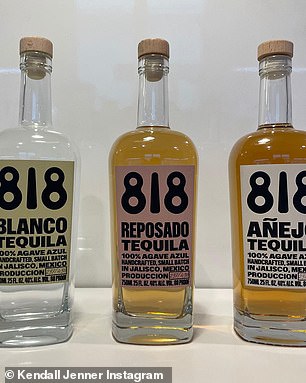 818
BLANCO
TEQUILA
100% AGAVE AZUL
HANDCRAFTED, SMALL BATCH
IN JALISCO, MEXICO
PRODUCCION
818
REPOSADO
TEQUILA
100% AGAVE AZUL
HANDCRAFTED, SMALL BATCH
IN JALISCO, MEXICO
PRODUCCION
818
AÑEJO
TEQUILA
100% AGAVE AZUL
HANDCRAFTED, SMALL
IN JALISCO, MEXICO
PRODUCCION
© Kendall Jenner Instagram